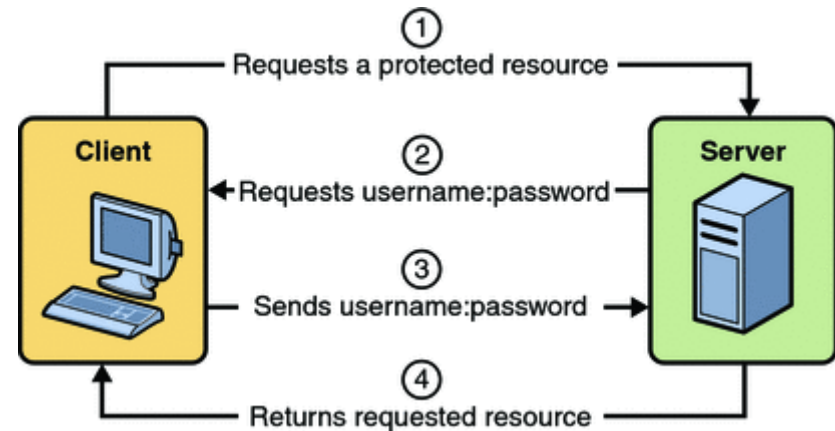 1
Requests a protected resource
Client
Server
2
Requests username:password
3
Sends username:password
4
Returns requested resource